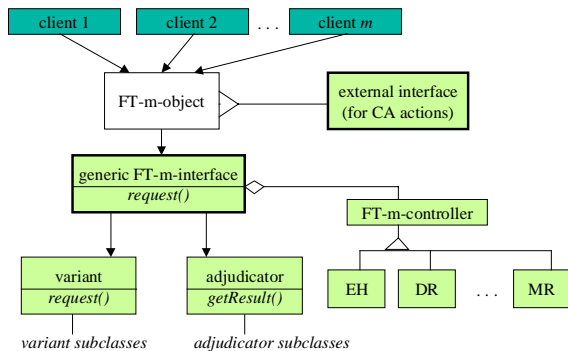 client 1
client 2
. . .
client m
FT-m-object
external interface
(for CA actions)
generic FT-m-interface
request()
FT-m-controller
variant
request()
adjudicator
getResult()
EH
DR
. . .
MR
variant subclasses
adjudicator subclasses